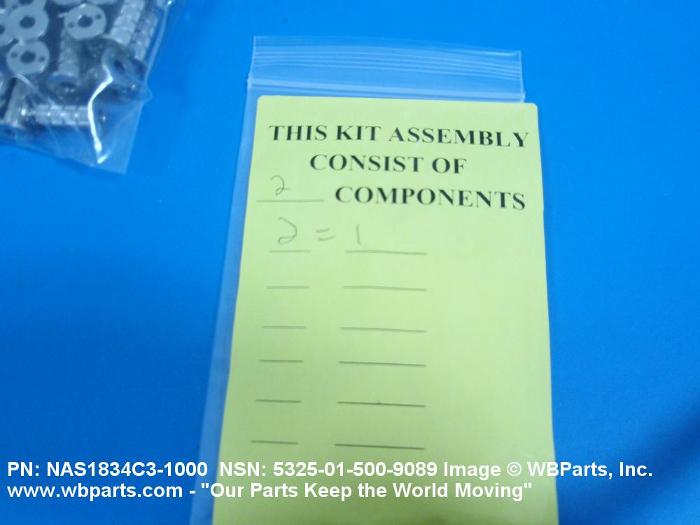 THIS KIT ASSEMBLY
CONSIST OF
2 COMPONENTS
2 = 1
PN: NAS1834C3-1000 NSN: 5325-01-500-9089 Image © WBParts, Inc.
www.wbparts.com - "Our Parts Keep the World Moving"